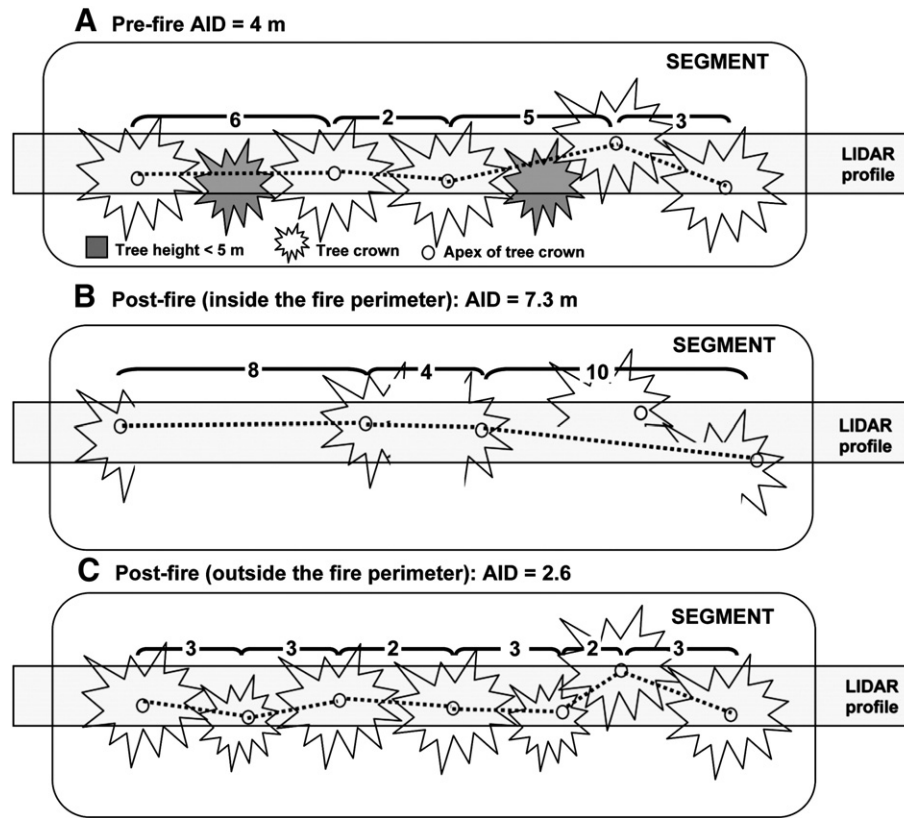 A Pre-fire AID = 4 m
SEGMENT
6 2 5 3
LIDAR
profile
Tree height < 5 m Tree crown Apex of tree crown
B Post-fire (inside the fire perimeter): AID = 7.3 m
SEGMENT
8 4 10
LIDAR
profile
C Post-fire (outside the fire perimeter): AID = 2.6
SEGMENT
3 3 2 3 2 3
LIDAR
profile